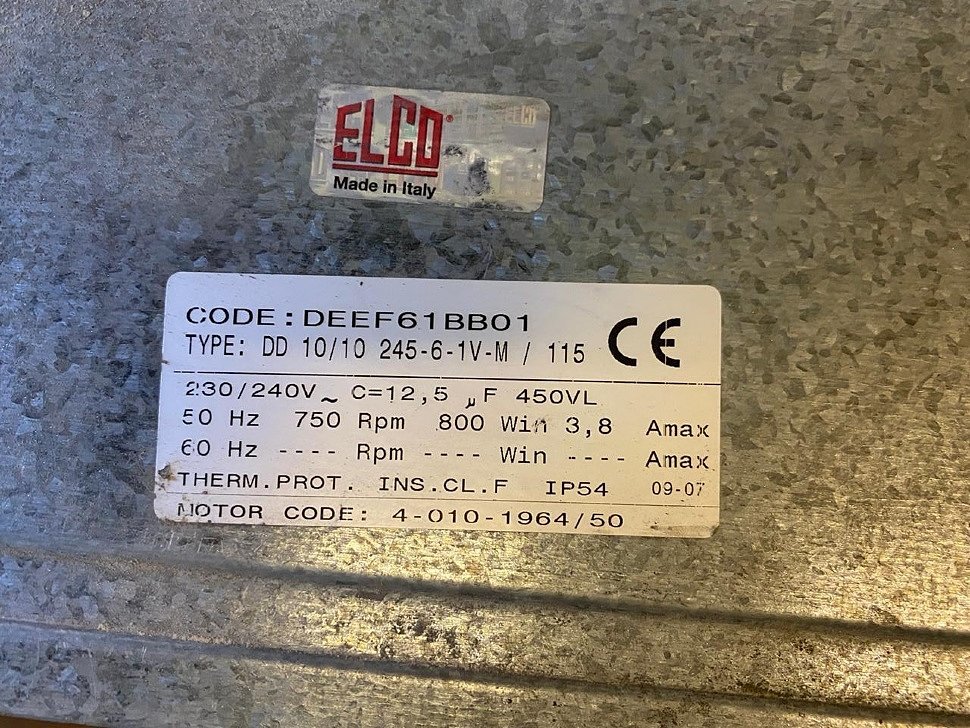 ELCO®
Made in Italy
CODE:DEEF61BB01
TYPE: DD 10/10 245-6-1V-M / 115 CE
230/240V~ C=12,5 µF 450VL
50 Hz 750 Rpm 800 Win 3,8 Amax
60 Hz ---- Rpm ---- Win ---- Amax
THERM.PROT. INS.CL.F IP54 09-07
MOTOR CODE: 4-010-1964/50